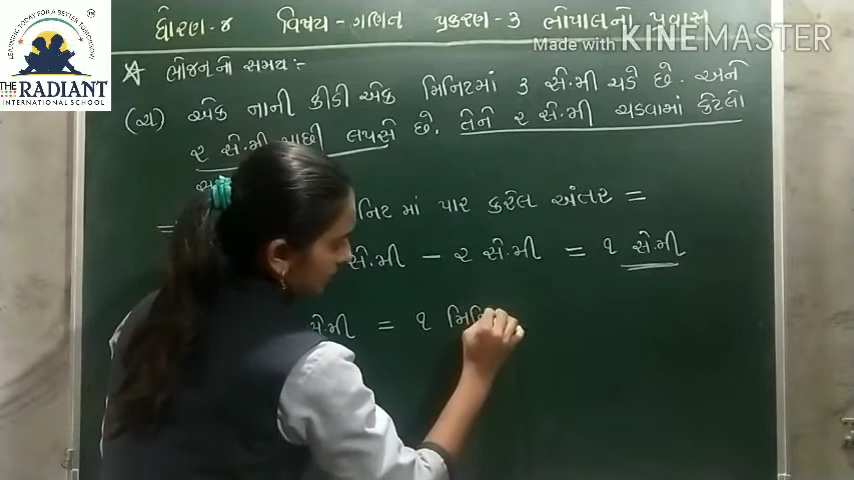 ધોરણ-૪ વિષય - ગણિત પ્રકરણ - ૩ ભોપાલનો પ્રવાસ
Made with KINEMASTER
LEARNING TODAY FOR A BETTER TOMORROW
THE RADIANT
INTERNATIONAL SCHOOL
ભોજનનો સમય :-
(ચ) એક નાની કીડી એક મિનિટમાં ૩ સે.મી ચડે છે. અને
૨ સે.મી પાછી લપસે છે. તેને ૨ સે.મી ચડવામાં કેટલો
= નિટ માં પાર કરેલ અંતર =
સે.મી - ૨ સે.મી = ૧ સે.મી
સે.મી = ૧ મિનિ